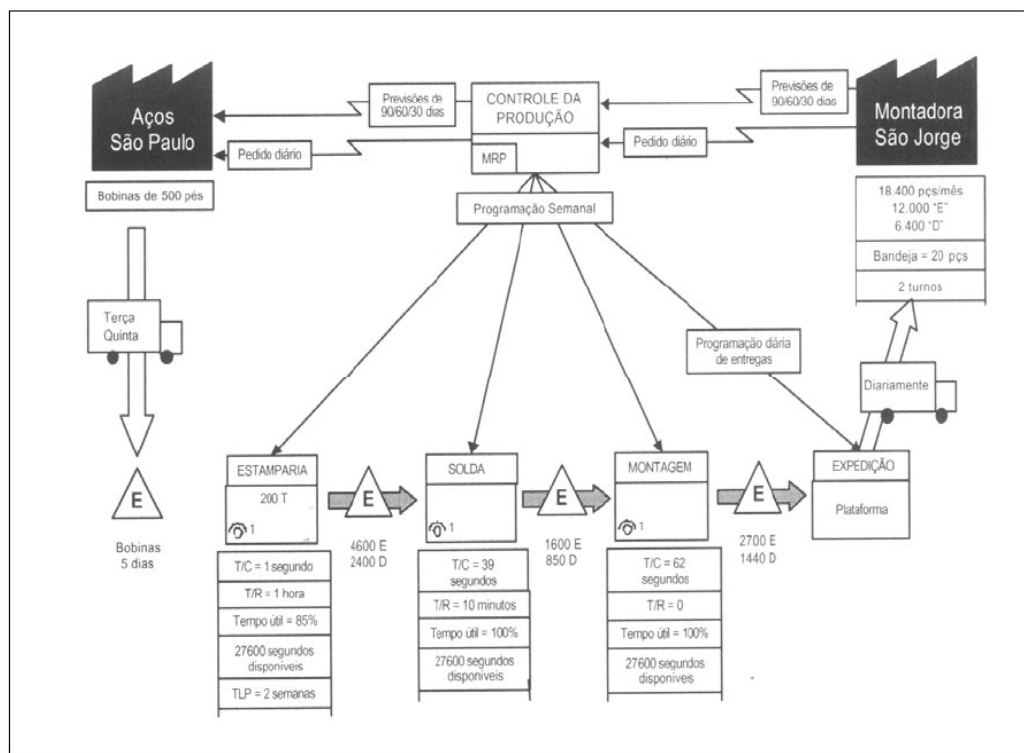 Aços
São Paulo
Previsões de
90/60/30 dias
Pedido diário
CONTROLE DA
PRODUÇÃO
MRP
Previsões de
90/60/30 dias
Pedido diário
Montadora
São Jorge
Bobinas de 500 pés
Programação Semanal
18.400 pçs/mês
12.000 “E”
6.400 “D”
Bandeja = 20 pçs
2 turnos
Terça
Quinta
Programação diária
de entregas
Diariamente
E
Bobinas
5 dias
ESTAMPARIA
200 T
1
E
4600 E
2400 D
SOLDA
1
E
1600 E
850 D
MONTAGEM
1
E
2700 E
1440 D
EXPEDIÇÃO
Plataforma
T/C = 1 segundo
T/R = 1 hora
Tempo útil = 85%
27600 segundos
disponíveis
TLP = 2 semanas
T/C = 39
segundos
T/R = 10 minutos
Tempo útil = 100%
27600 segundos
disponíveis
T/C = 62
segundos
T/R = 0
Tempo útil = 100%
27600 segundos
disponíveis